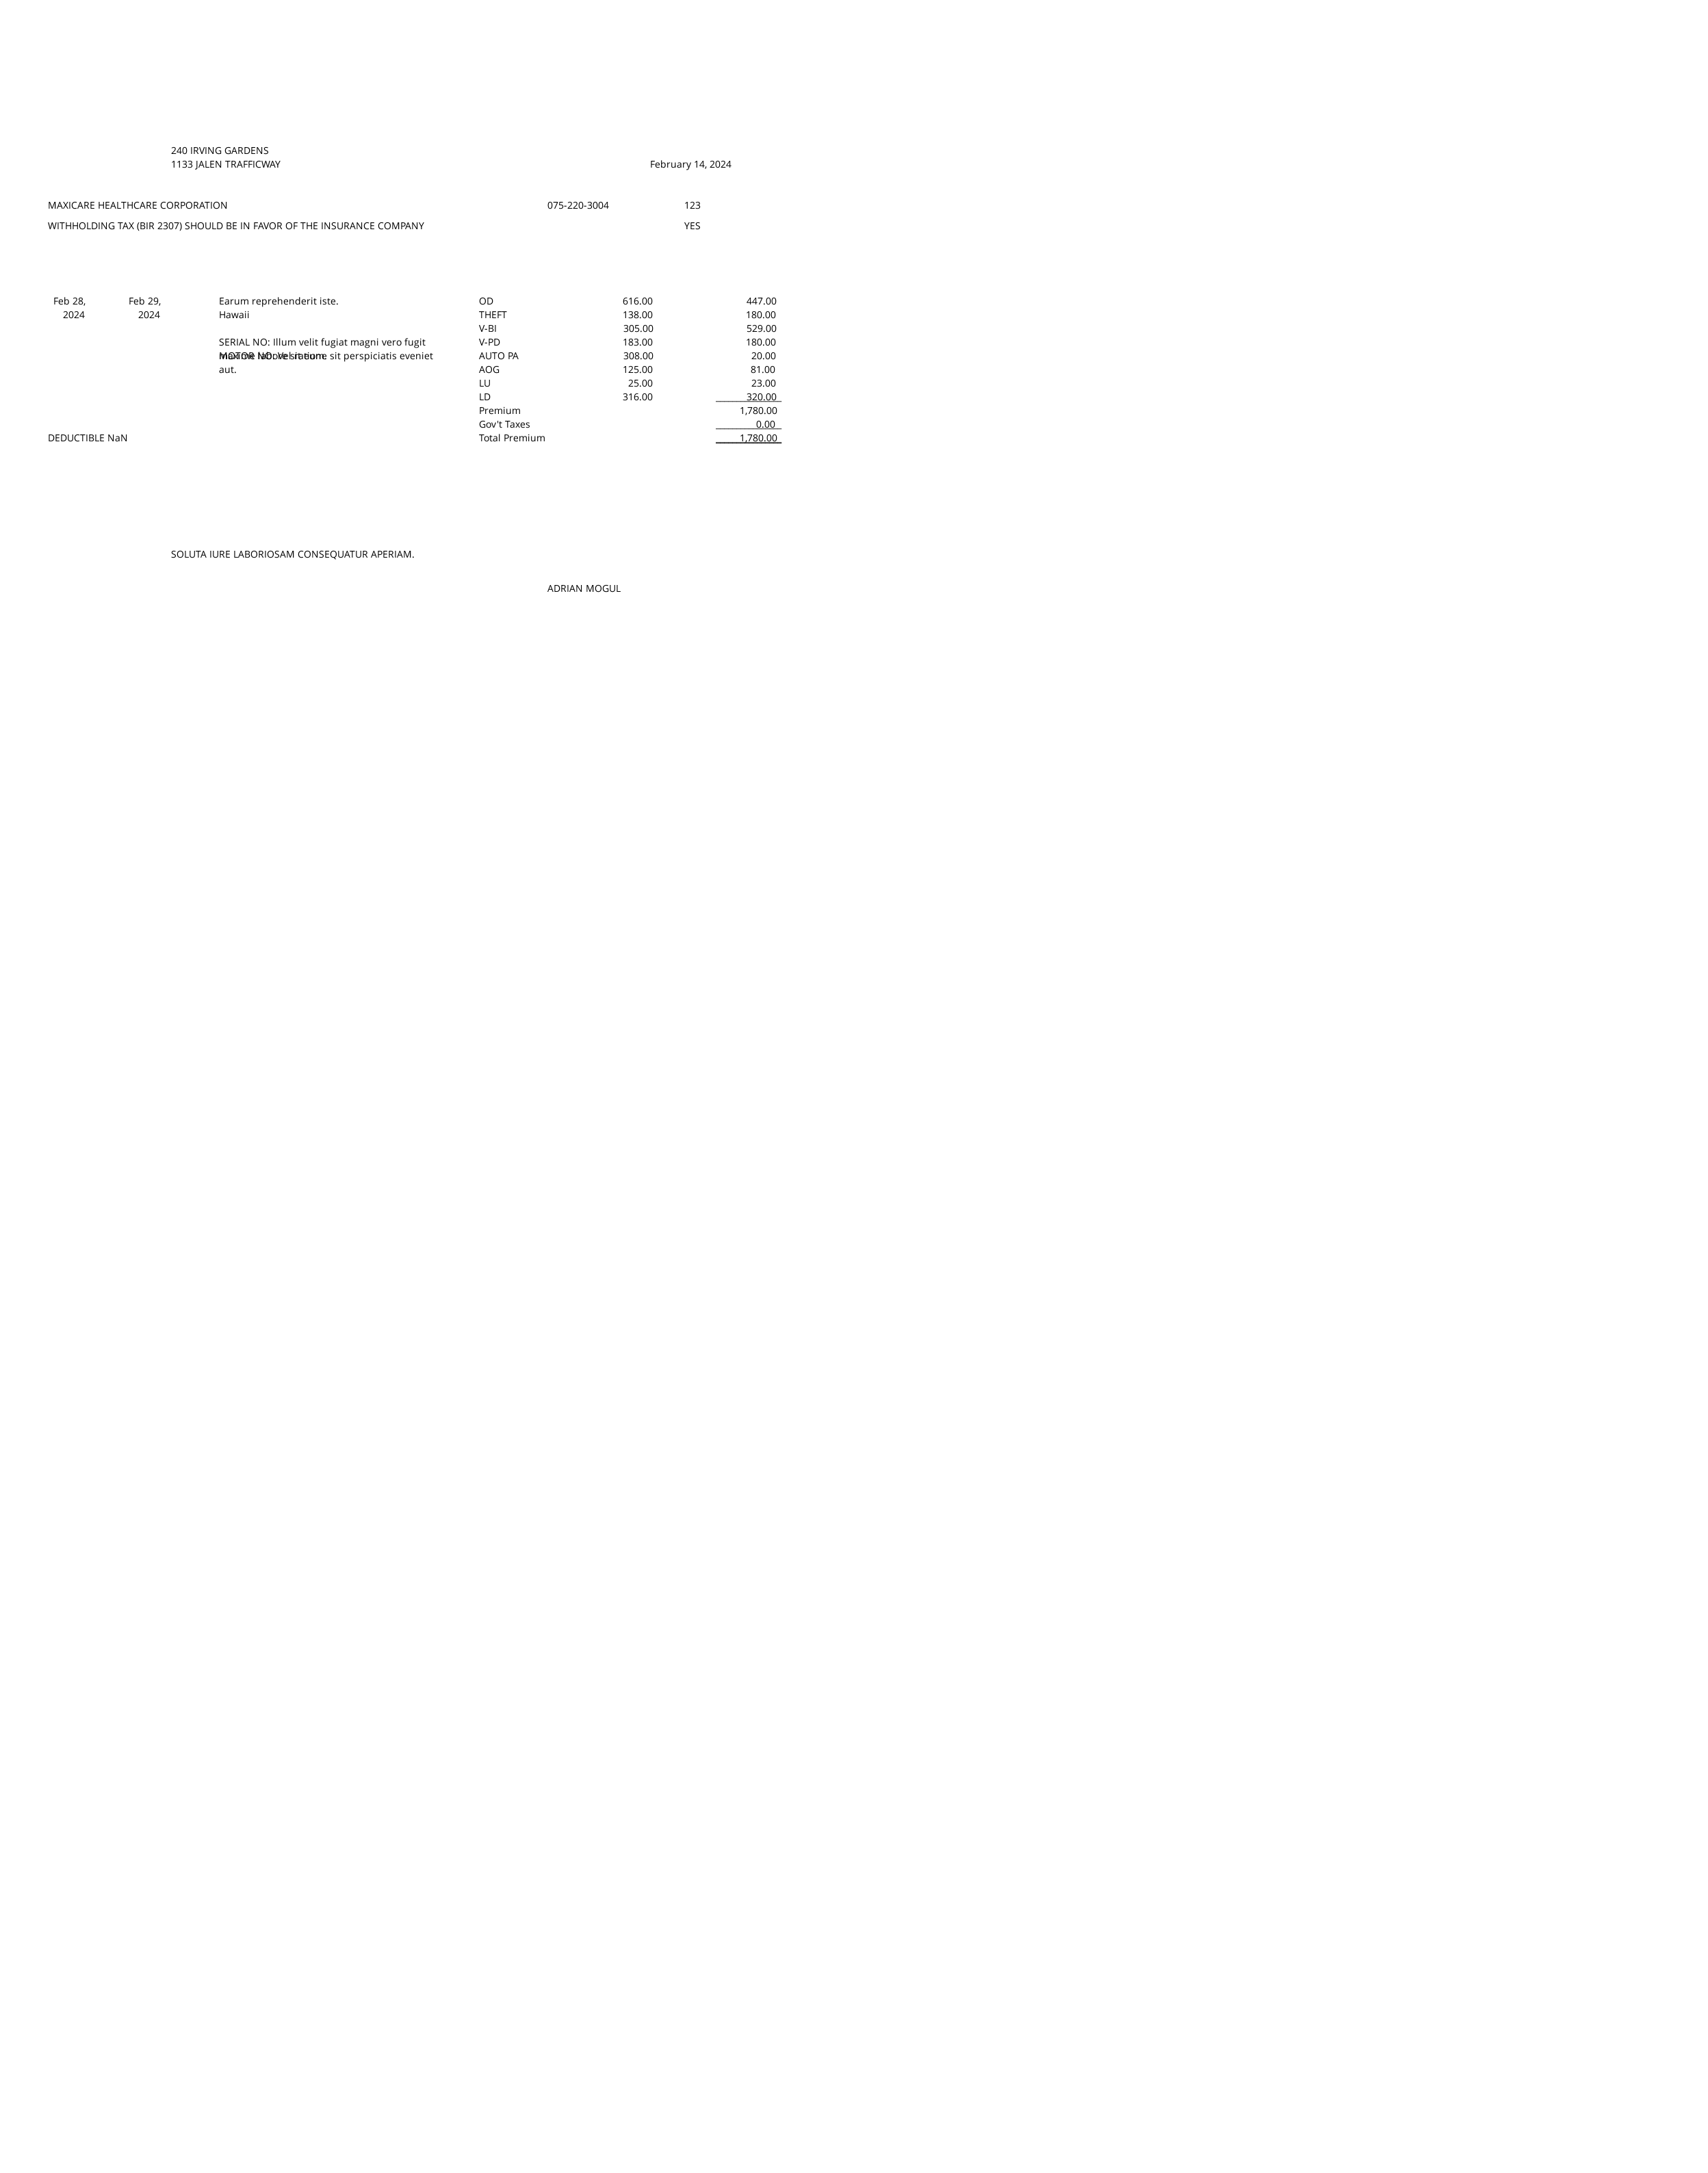 240 IRVING GARDENS
1133 JALEN TRAFFICWAY February 14, 2024
MAXICARE HEALTHCARE CORPORATION 075-220-3004 123
WITHHOLDING TAX (BIR 2307) SHOULD BE IN FAVOR OF THE INSURANCE COMPANY YES
Feb 28, Feb 29, Earum reprehenderit iste. OD 616.00 447.00
2024 2024 Hawaii THEFT 138.00 180.00
V-BI 305.00 529.00
SERIAL NO: Illum velit fugiat magni vero fugit V-PD 183.00 180.00
MOTOR NO: sit perspiciatis eveniet AUTO PA 308.00 20.00
aut. AOG 125.00 81.00
LU 25.00 23.00
LD 316.00 320.00
Premium 1,780.00
Gov't Taxes 0.00
DEDUCTIBLE NaN Total Premium 1,780.00
SOLUTA IURE LABORIOSAM CONSEQUATUR APERIAM.
ADRIAN MOGUL